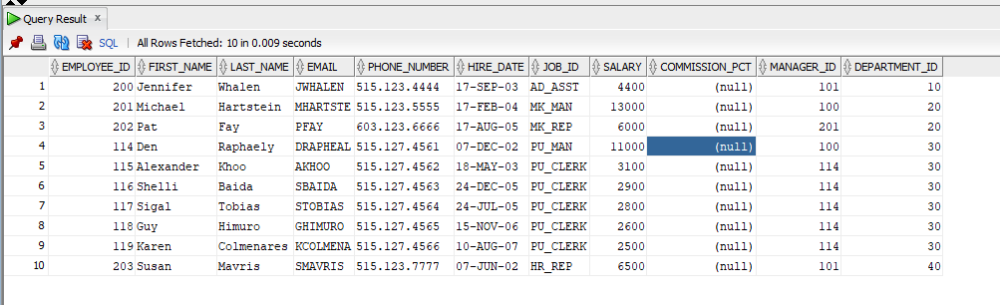 Query Result x
SQL | All Rows Fetched: 10 in 0.009 seconds
EMPLOYEE_ID FIRST_NAME LAST_NAME EMAIL PHONE_NUMBER HIRE_DATE JOB_ID SALARY COMMISSION_PCT MANAGER_ID DEPARTMENT_ID
1 200 Jennifer Whalen JWHALEN 515.123.4444 17-SEP-03 AD_ASST 4400 (null) 101 10
2 201 Michael Hartstein MHARTSTE 515.123.5555 17-FEB-04 MK_MAN 13000 (null) 100 20
3 202 Pat Fay PFAY 603.123.6666 17-AUG-05 MK_REP 6000 (null) 201 20
4 114 Den Raphaely DRAPHEAL 515.127.4561 07-DEC-02 PU_MAN 11000 (null) 100 30
5 115 Alexander Khoo AKHOO 515.127.4562 18-MAY-03 PU_CLERK 3100 (null) 114 30
6 116 Shelli Baida SBAIDA 515.127.4563 24-DEC-05 PU_CLERK 2900 (null) 114 30
7 117 Sigal Tobias STOBIAS 515.127.4564 24-JUL-05 PU_CLERK 2800 (null) 114 30
8 118 Guy Himuro GHIMURO 515.127.4565 15-NOV-06 PU_CLERK 2600 (null) 114 30
9 119 Karen Colmenares KCOLMENA 515.127.4566 10-AUG-07 PU_CLERK 2500 (null) 114 30
10 203 Susan Mavris SMAVRIS 515.123.7777 07-JUN-02 HR_REP 6500 (null) 101 40